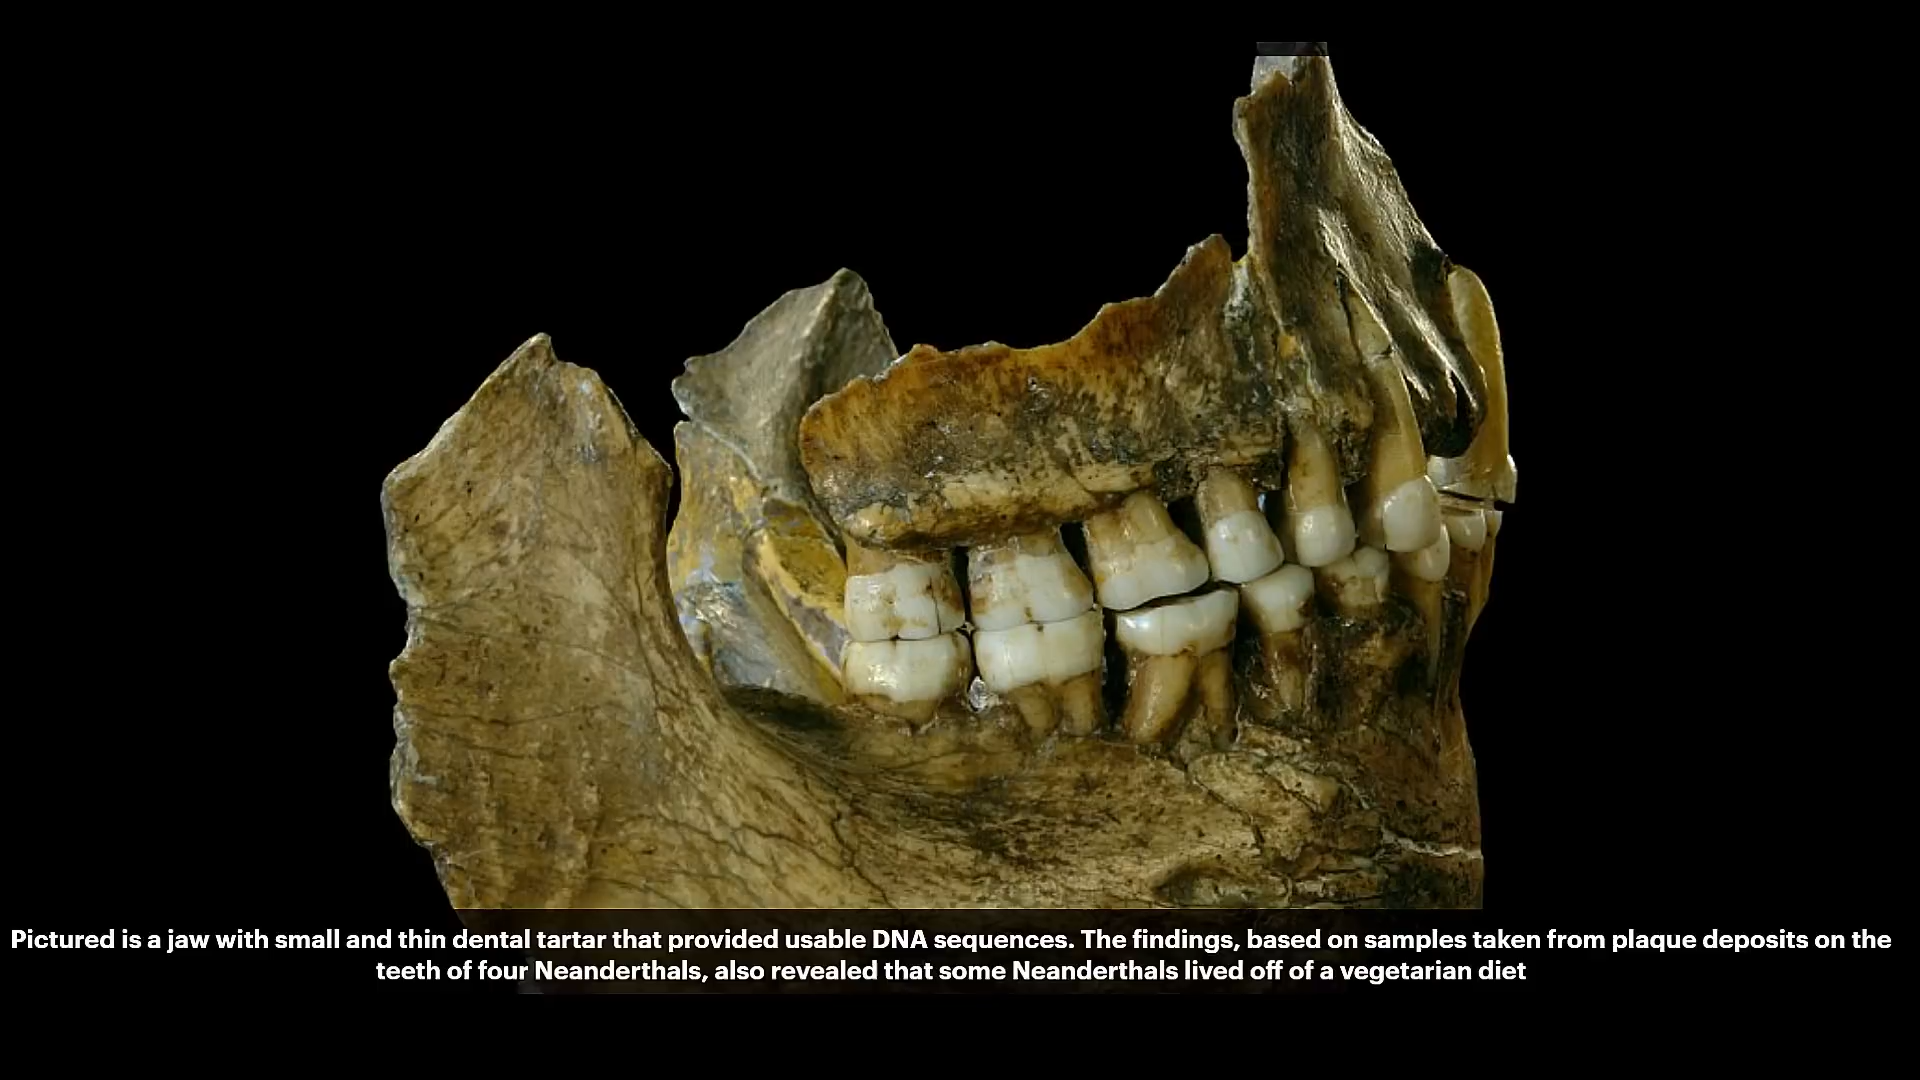 Pictured is a jaw with small and thin dental tartar that provided usable DNA sequences. The findings, based on samples taken from plaque deposits on the
teeth of four Neanderthals, also revealed that some Neanderthals lived off of a vegetarian diet